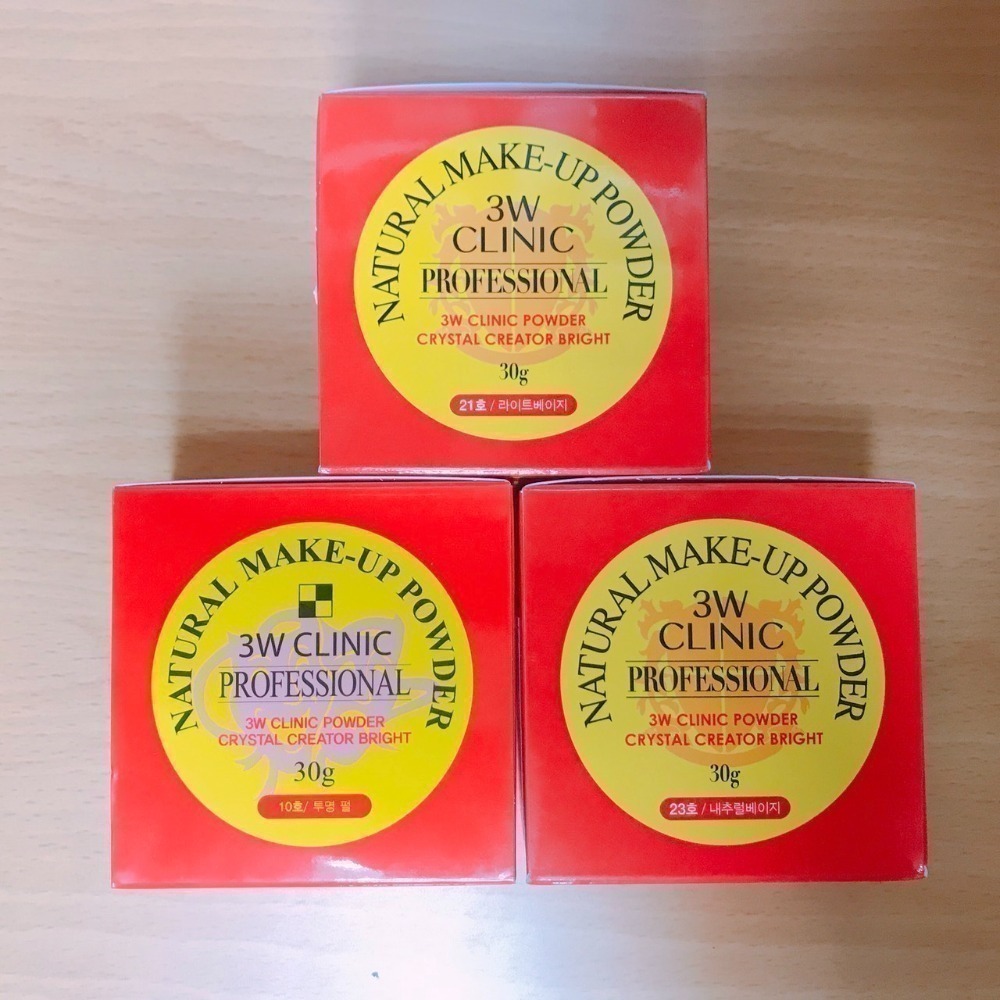 NATURAL MAKE-UP POWDER
3W
CLINIC
PROFESSIONAL
3W CLINIC POWDER
CRYSTAL CREATOR BRIGHT
30g
21호 / 라이트베이지
NATURAL MAKE-UP POWDER
3W CLINIC
PROFESSIONAL
3W CLINIC POWDER
CRYSTAL CREATOR BRIGHT
30g
10호/ 투명 펄
NATURAL MAKE-UP POWDER
3W
CLINIC
PROFESSIONAL
3W CLINIC POWDER
CRYSTAL CREATOR BRIGHT
30g
23호 / 내추럴베이지